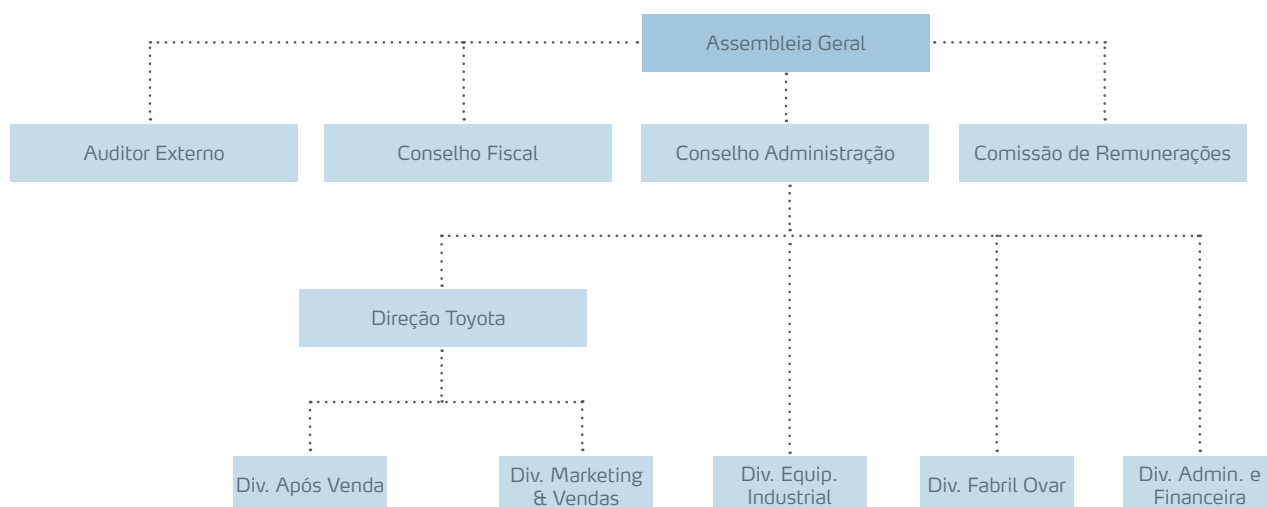 Assembleia Geral
Auditor Externo
Conselho Fiscal
Conselho Administração
Comissão de Remunerações
Direção Toyota
Div. Após Venda
Div. Marketing
& Vendas
Div. Equip.
Industrial
Div. Fabril Ovar
Div. Admin. e
Financeira